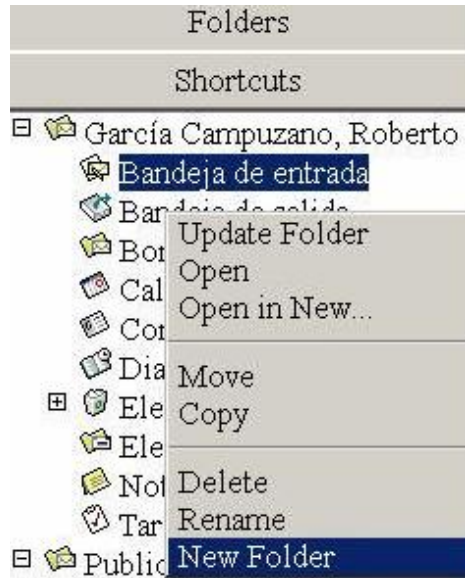 Folders
Shortcuts
García Campuzano, Roberto
Bandeja de entrada
Update Folder
Open
Open in New...
Move
Copy
Delete
Rename
New Folder